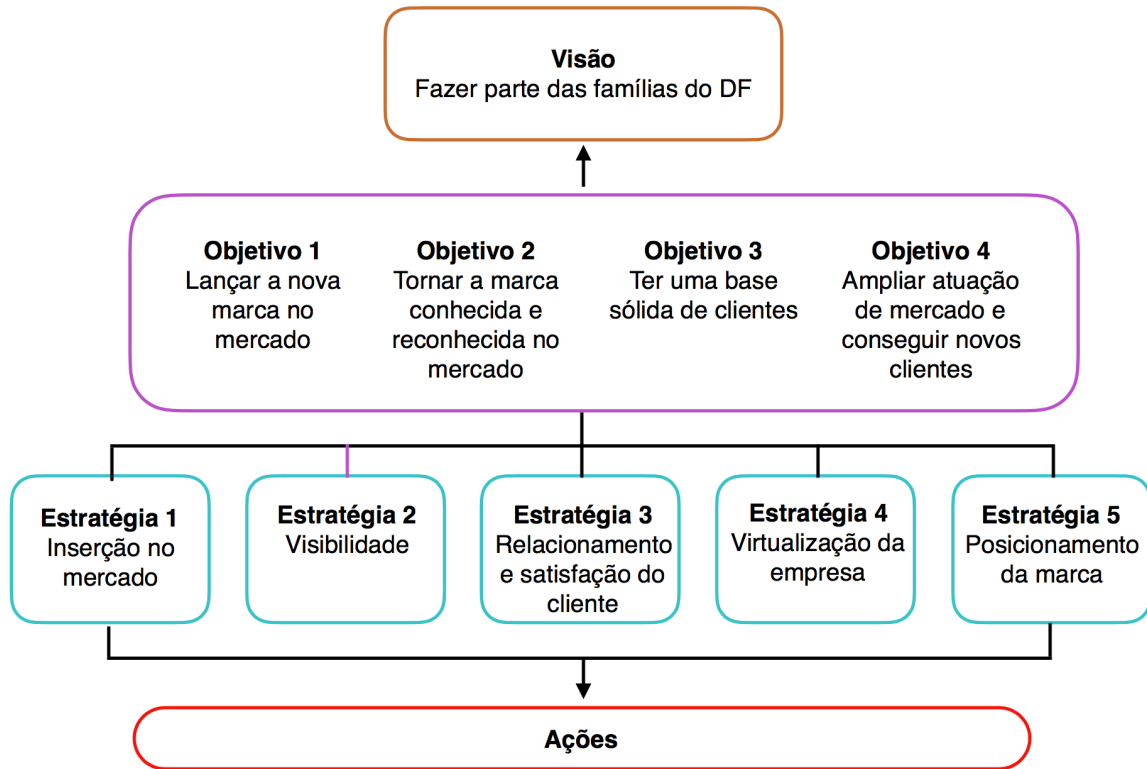 Visão
Fazer parte das famílias do DF
Objetivo 1
Lançar a nova
marca no
mercado
Objetivo 2
Tornar a marca
conhecida e
reconhecida no
mercado
Objetivo 3
Ter uma base
sólida de clientes
Objetivo 4
Ampliar atuação
de mercado e
conseguir novos
clientes
Estratégia 1
Inserção no
mercado
Estratégia 2
Visibilidade
Estratégia 3
Relacionamento
e satisfação do
cliente
Estratégia 4
Virtualização da
empresa
Estratégia 5
Posicionamento
da marca
Ações